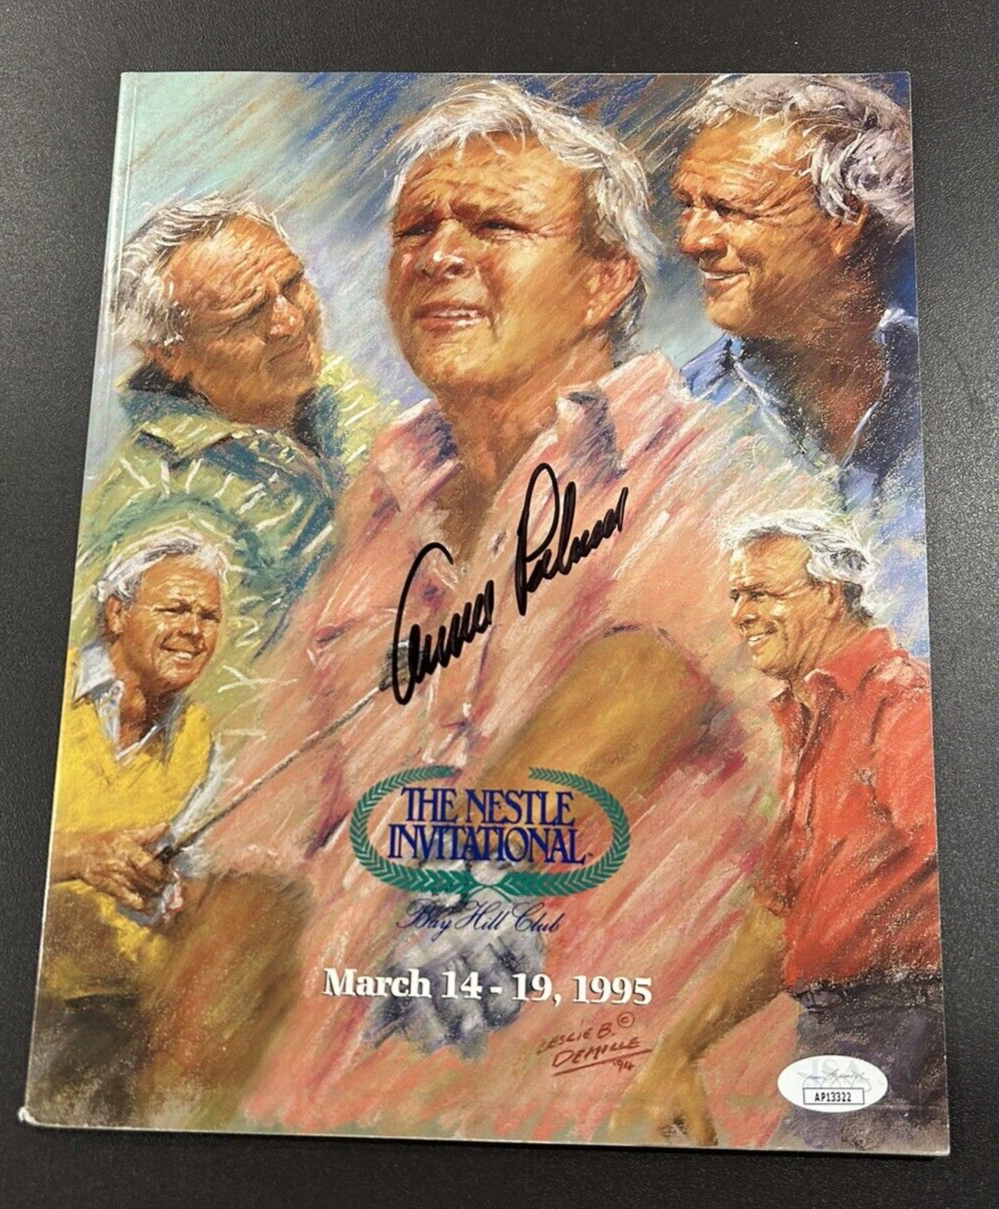 Arnold Palmer
THE NESTLE
INVITATIONAL
Bay Hill Club
March 14 - 19, 1995
LESLIE B. ©
DEMILLE
'94
AP13322